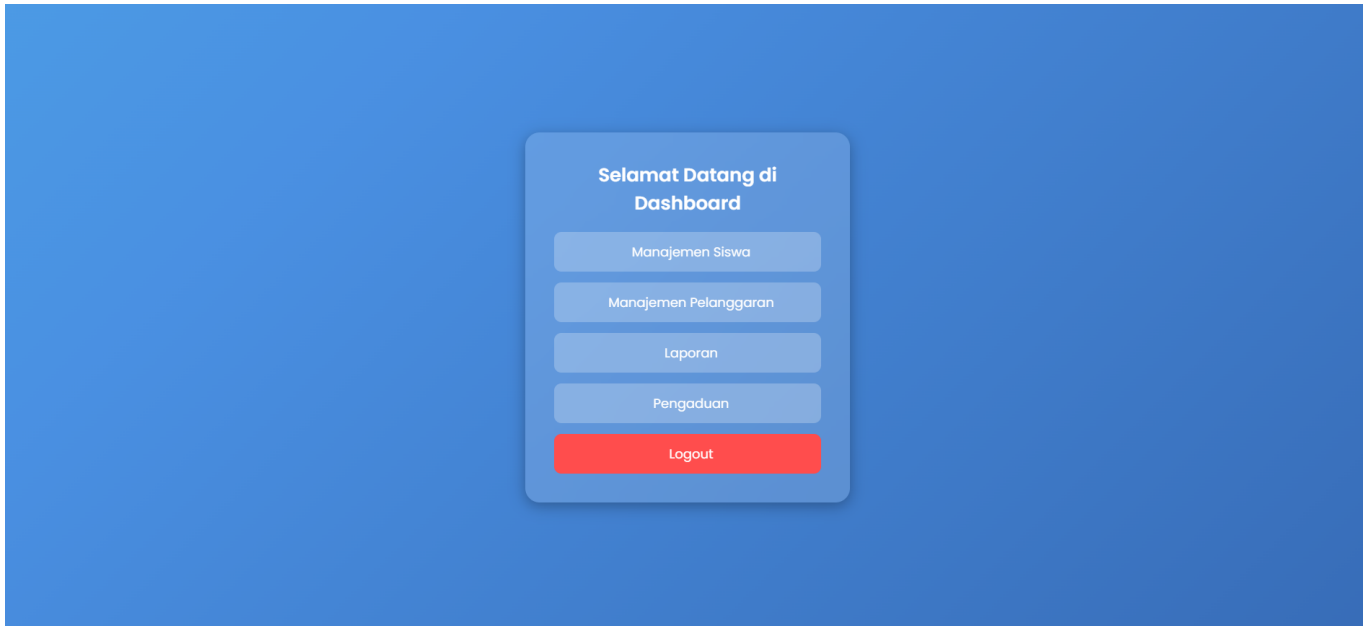 Selamat Datang di
Dashboard
Manajemen Siswa
Manajemen Pelanggaran
Laporan
Pengaduan
Logout